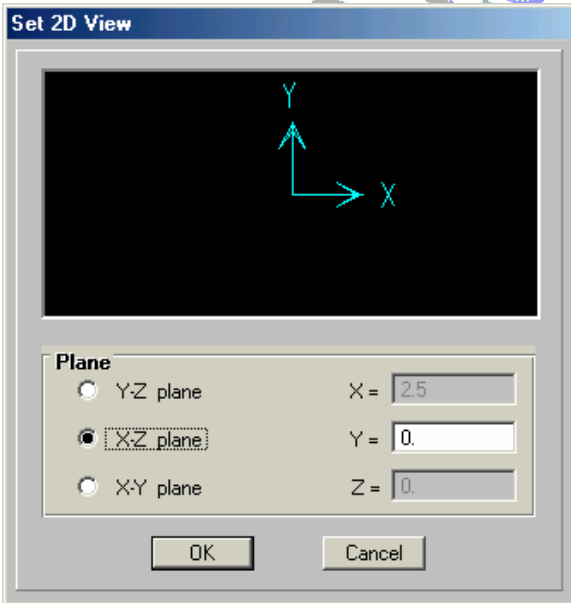 Set 2D View
Y
X
Plane
Y-Z plane X = 2.5
X-Z plane Y = 0.
X-Y plane Z = 0.
OK Cancel